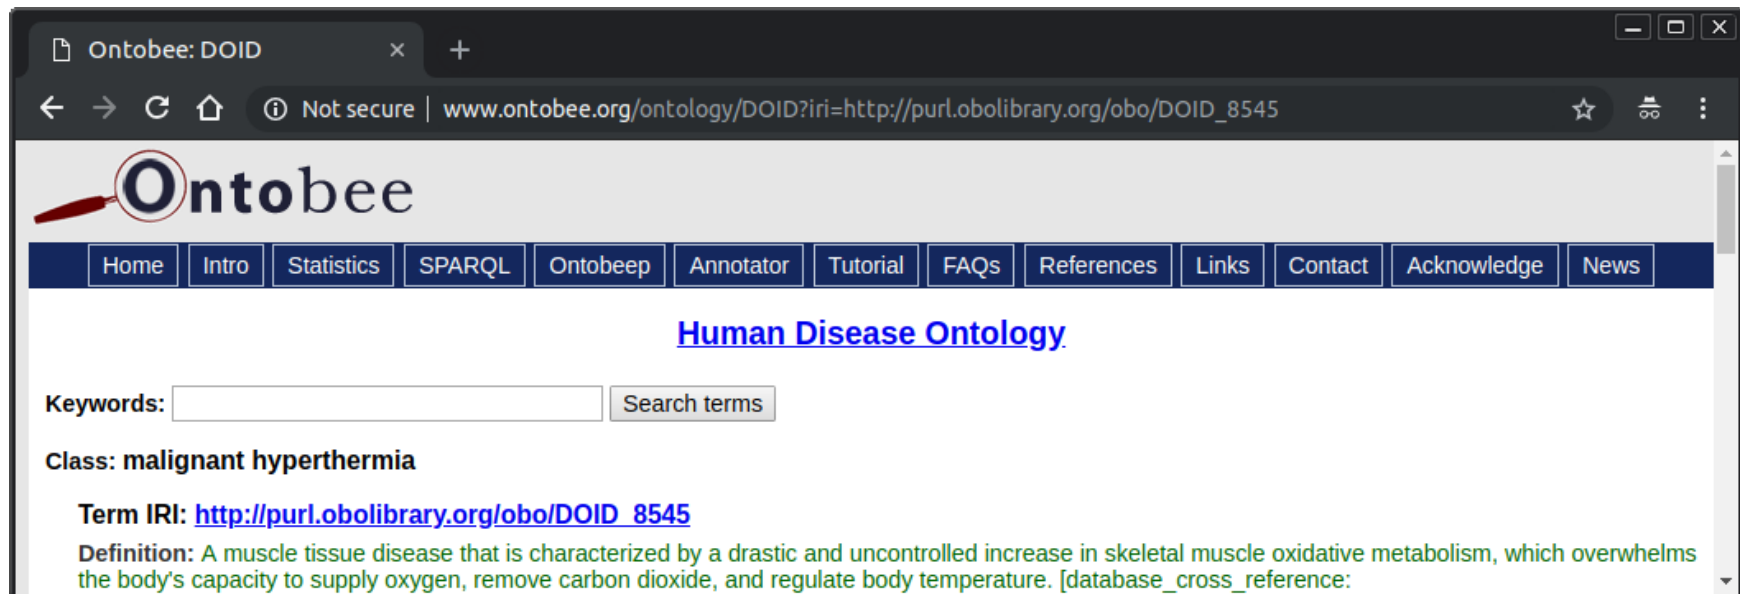 Ontobee: DOID
Not secure | www.ontobee.org/ontology/DOID?iri=http://purl.obolibrary.org/obo/DOID_8545
Ontobee
Home Intro Statistics SPARQL Ontobeep Annotator Tutorial FAQs References Links Contact Acknowledge News
Human Disease Ontology
Keywords: Search terms
Class: malignant hyperthermia
Term IRI: http://purl.obolibrary.org/obo/DOID_8545
Definition: A muscle tissue disease that is characterized by a drastic and uncontrolled increase in skeletal muscle oxidative metabolism, which overwhelms
the body's capacity to supply oxygen, remove carbon dioxide, and regulate body temperature. [database_cross_reference: